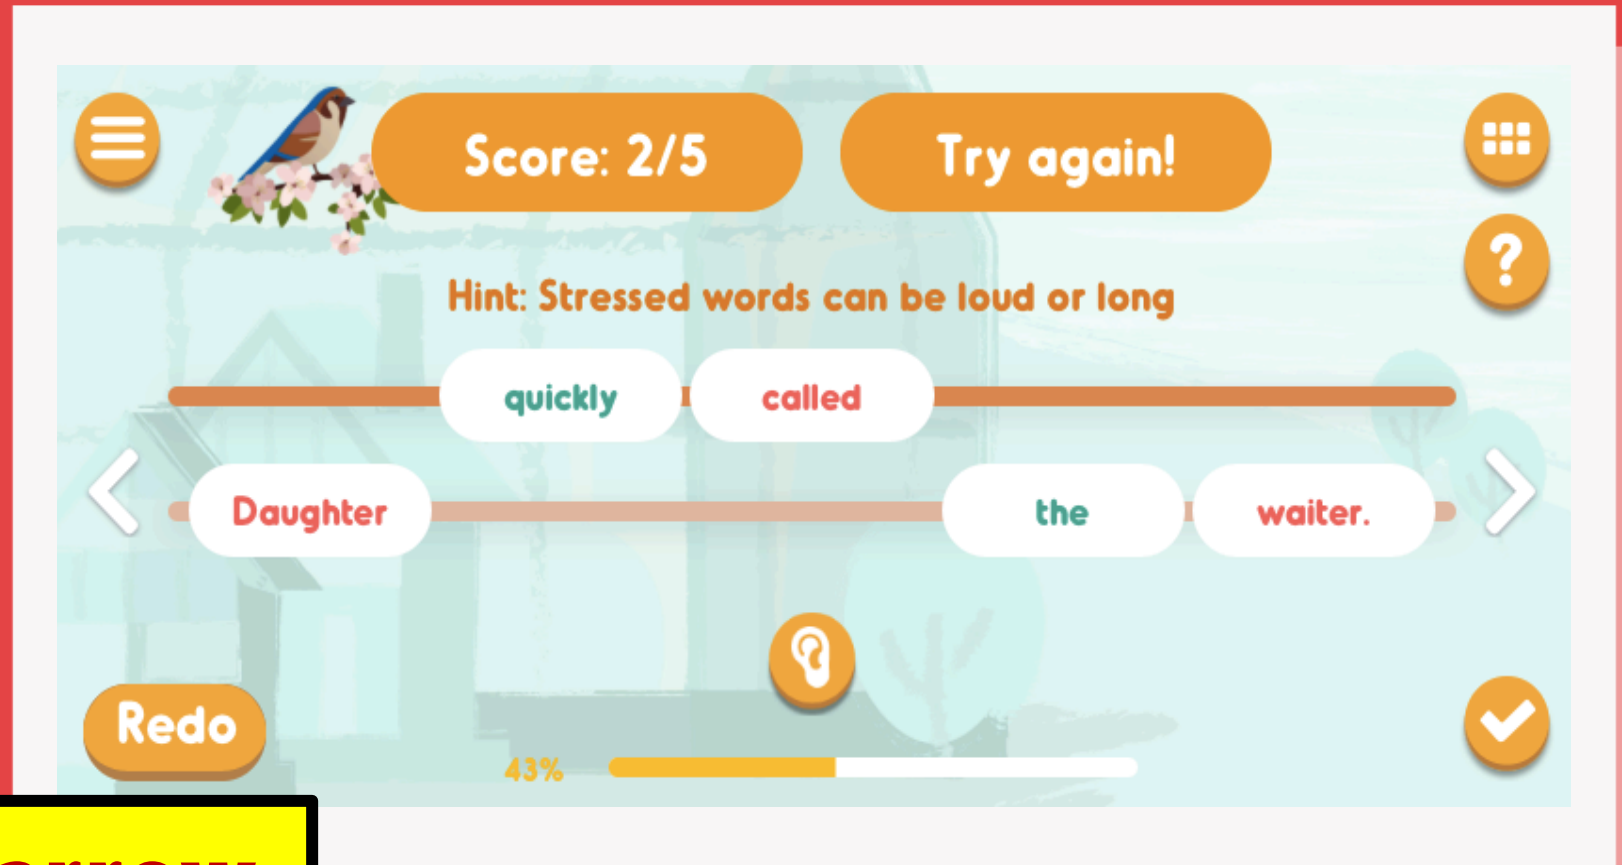 Score: 2/5
Try again!
Hint: Stressed words can be loud or long
quickly called
Daughter the waiter.
Redo
43%